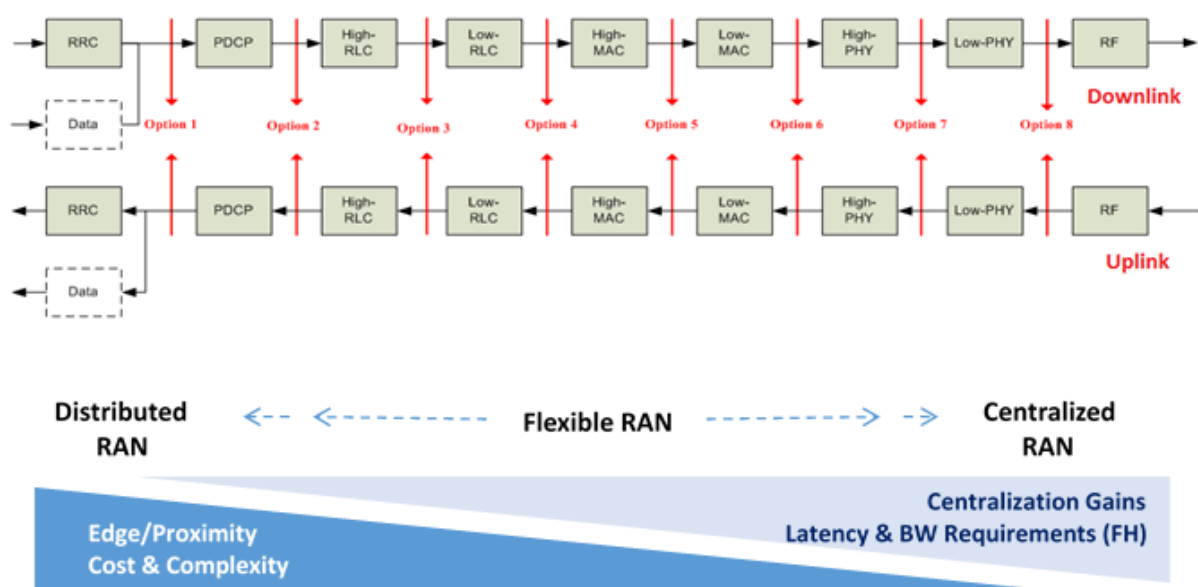 RRC
PDCP
High-
RLC
Low-
RLC
High-
MAC
Low-
MAC
High-
PHY
Low-PHY
RF
Downlink
Data
Option 1
Option 2
Option 3
Option 4
Option 5
Option 6
Option 7
Option 8
RRC
PDCP
High-
RLC
Low-
RLC
High-
MAC
Low-
MAC
High-
PHY
Low-PHY
RF
Uplink
Data
Distributed
RAN
Flexible RAN
Centralized
RAN
Centralization Gains
Latency & BW Requirements (FH)
Edge/Proximity
Cost & Complexity